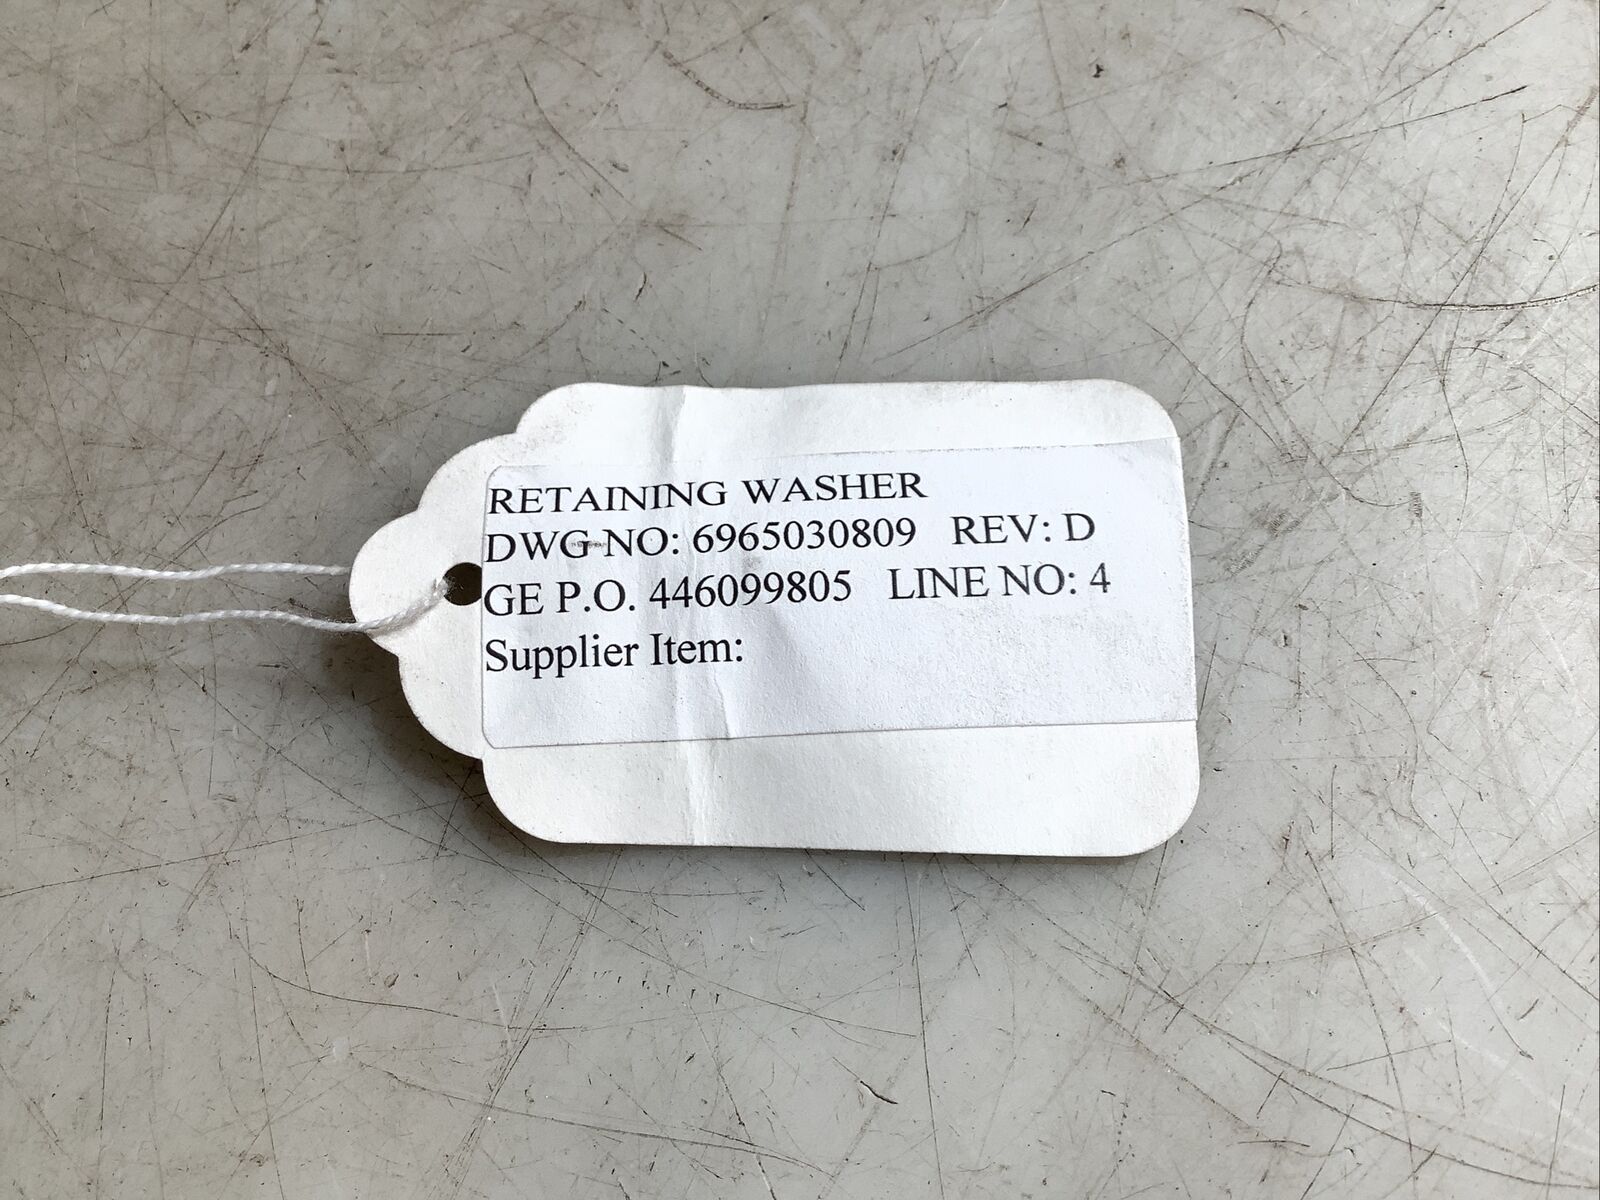 RETAINING WASHER
DWG NO: 6965030809 REV: D
GE P.O. 446099805 LINE NO: 4
Supplier Item: